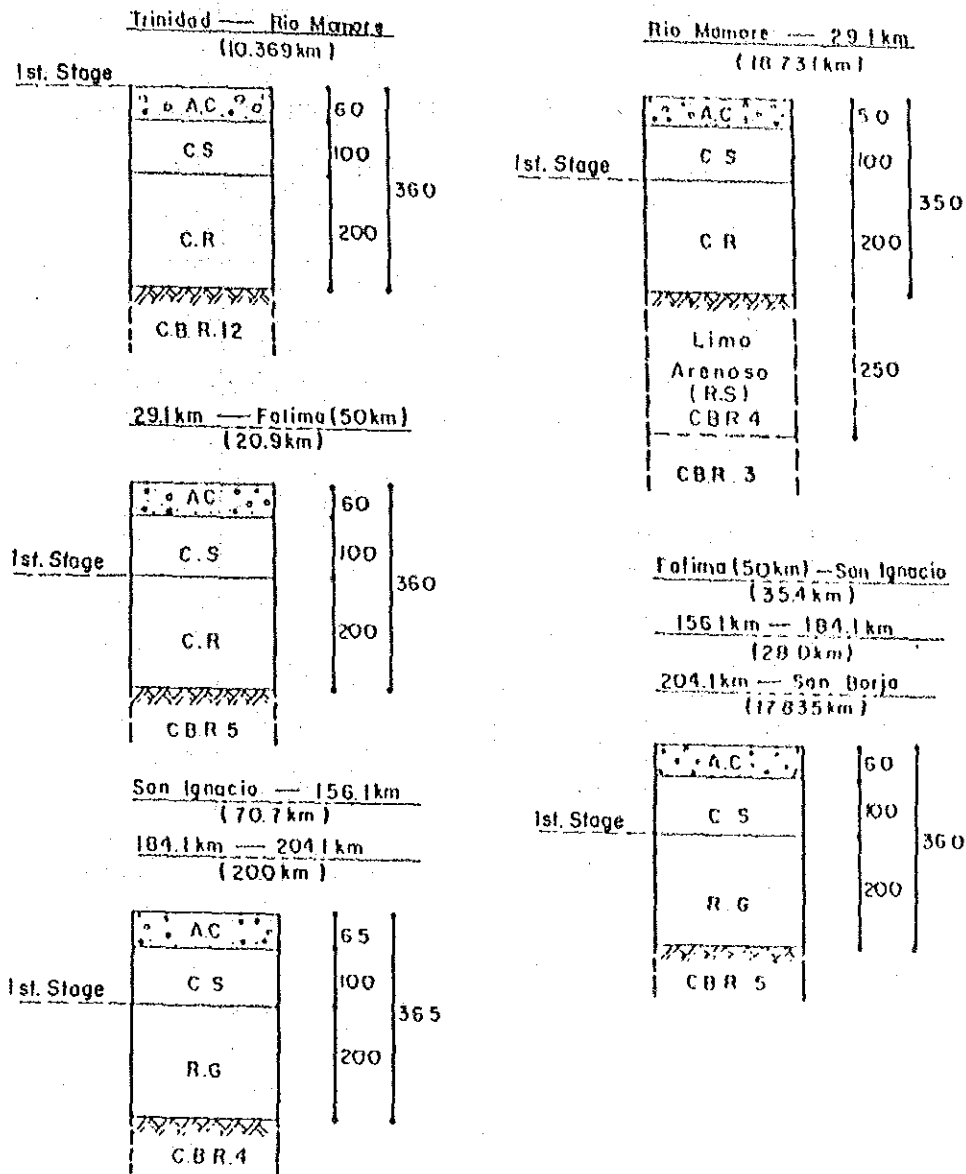 Trinidad — Rio Mamore
(10.369km)
1st. Stage
A.C
C.S
C.R
C.B.R.12
60
100
200
360
Rio Mamore — 29.1km
(18.731km)
1st. Stage
A.C
C S
C R
Limo
Arenoso
(R.S)
CBR 4
CBR. 3
50
100
200
350
250
29.1km — Fatima (50km)
(20.9km)
1st. Stage
A.C
C.S
C.R
CBR 5
60
100
200
360
Fatima (50km) — San Ignacio
(35.4km)
156.1km — 184.1km
(28.0km)
204.1km — San Borja
(17.835km)
1st. Stage
A.C
C S
R.G
CBR 5
60
100
200
360
San Ignacio — 156.1km
(70.7km)
184.1km — 204.1km
(20.0km)
1st. Stage
A.C
C S
R.G
C.B R.4
65
100
200
365